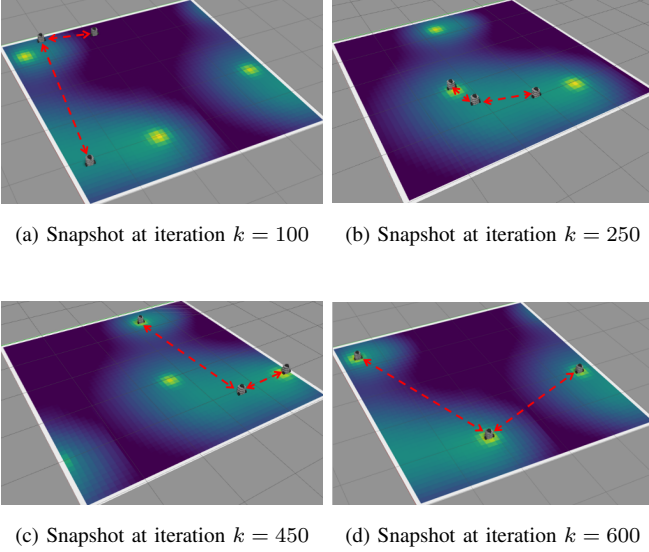 (a) Snapshot at iteration k = 100
(b) Snapshot at iteration k = 250
(c) Snapshot at iteration k = 450
(d) Snapshot at iteration k = 600